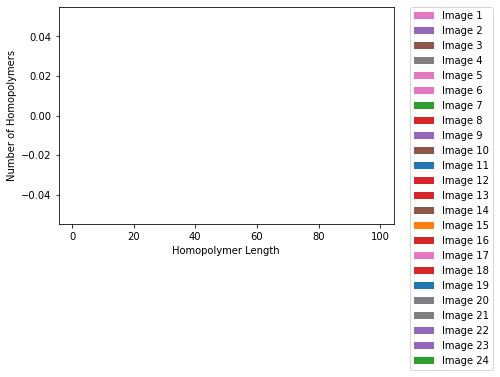 Number of Homopolymers
0.04
0.02
0.00
−0.02
−0.04
0 20 40 60 80 100
Homopolymer Length
Image 1
Image 2
Image 3
Image 4
Image 5
Image 6
Image 7
Image 8
Image 9
Image 10
Image 11
Image 12
Image 13
Image 14
Image 15
Image 16
Image 17
Image 18
Image 19
Image 20
Image 21
Image 22
Image 23
Image 24